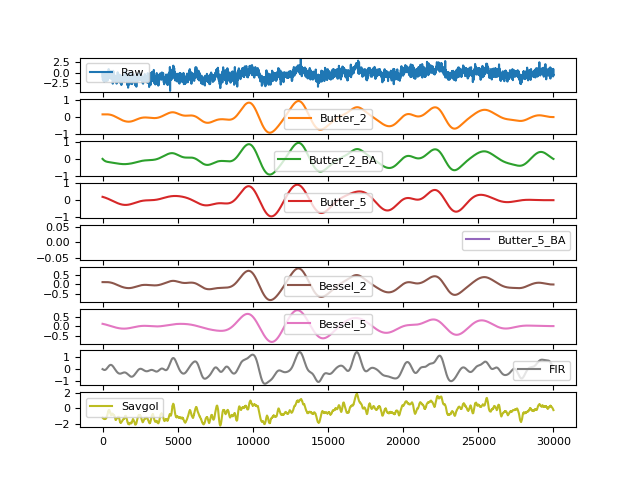 2.5
0.0
−2.5
Raw
1
0
−1
Butter_2
1
0
−1
Butter_2_BA
1
0
−1
Butter_5
0.05
0.00
−0.05
Butter_5_BA
0.5
0.0
−0.5
Bessel_2
0.5
0.0
−0.5
Bessel_5
1
0
−1
FIR
2
0
−2
Savgol
0 5000 10000 15000 20000 25000 30000